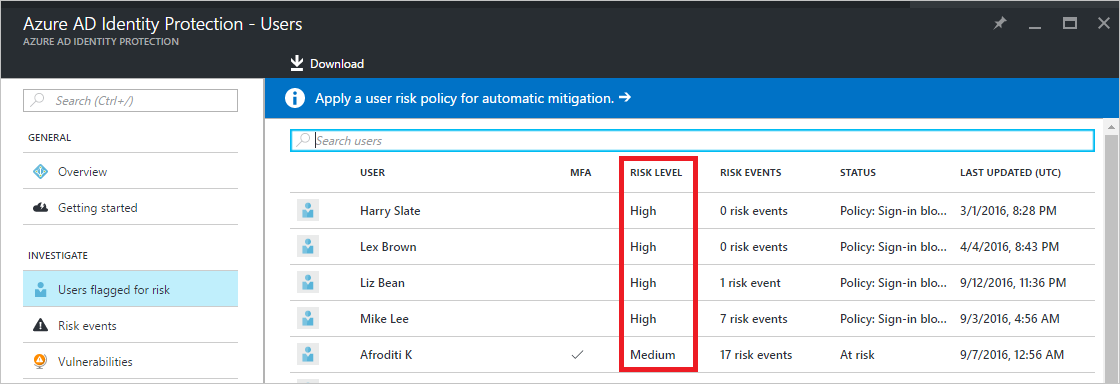 Azure AD Identity Protection - Users
AZURE AD IDENTITY PROTECTION
Download
Search (Ctrl+/)
GENERAL
Overview
Getting started
INVESTIGATE
Users flagged for risk
Risk events
Vulnerabilities
Apply a user risk policy for automatic mitigation. →
Search users
USER MFA RISK LEVEL RISK EVENTS STATUS LAST UPDATED (UTC)
Harry Slate High 0 risk events Policy: Sign-in blo... 3/1/2016, 8:28 PM
Lex Brown High 0 risk events Policy: Sign-in blo... 4/4/2016, 8:43 PM
Liz Bean High 1 risk event Policy: Sign-in blo... 9/12/2016, 11:36 PM
Mike Lee High 7 risk events Policy: Sign-in blo... 9/3/2016, 4:56 AM
Afroditi K ✓ Medium 17 risk events At risk 9/7/2016, 12:56 AM